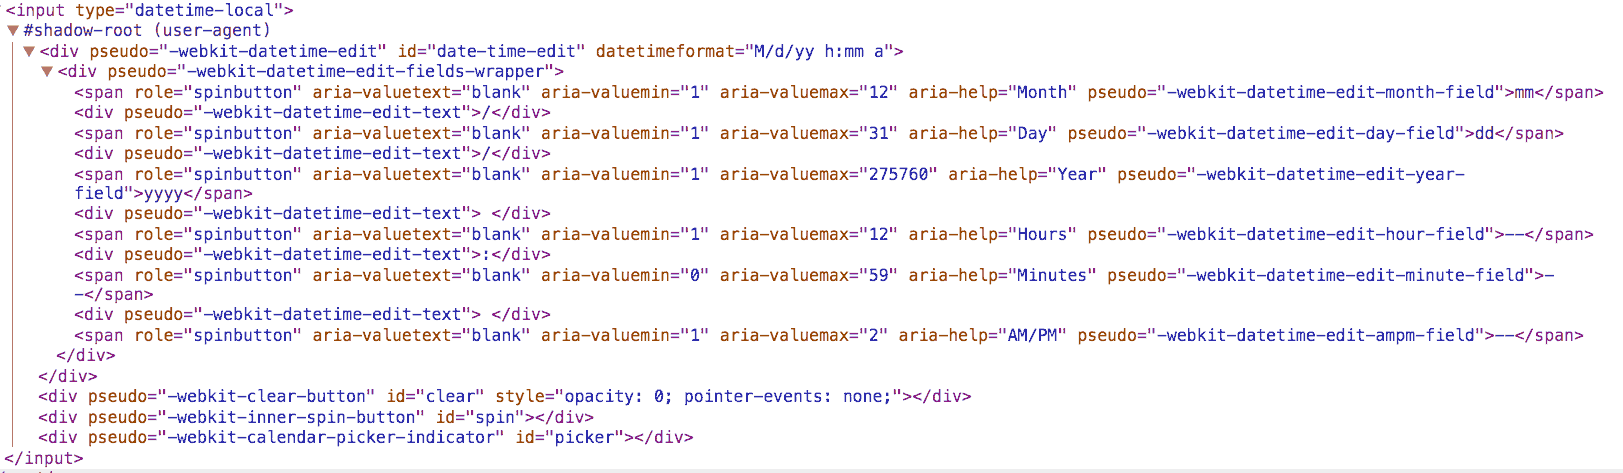 <input type="datetime-local">
▼#shadow-root (user-agent)
▼<div pseudo="-webkit-datetime-edit" id="date-time-edit" datetimeformat="M/d/yy h:mm a">
▼<div pseudo="-webkit-datetime-edit-fields-wrapper">
<span role="spinbutton" aria-valuetext="blank" aria-valuemin="1" aria-valuemax="12" aria-help="Month" pseudo="-webkit-datetime-edit-month-field">mm</span>
<div pseudo="-webkit-datetime-edit-text">/</div>
<span role="spinbutton" aria-valuetext="blank" aria-valuemin="1" aria-valuemax="31" aria-help="Day" pseudo="-webkit-datetime-edit-day-field">dd</span>
<div pseudo="-webkit-datetime-edit-text">/</div>
<span role="spinbutton" aria-valuetext="blank" aria-valuemin="1" aria-valuemax="275760" aria-help="Year" pseudo="-webkit-datetime-edit-year-
field">yyyy</span>
<div pseudo="-webkit-datetime-edit-text"> </div>
<span role="spinbutton" aria-valuetext="blank" aria-valuemin="1" aria-valuemax="12" aria-help="Hours" pseudo="-webkit-datetime-edit-hour-field">--</span>
<div pseudo="-webkit-datetime-edit-text">:</div>
<span role="spinbutton" aria-valuetext="blank" aria-valuemin="0" aria-valuemax="59" aria-help="Minutes" pseudo="-webkit-datetime-edit-minute-field">-
-</span>
<div pseudo="-webkit-datetime-edit-text"> </div>
<span role="spinbutton" aria-valuetext="blank" aria-valuemin="1" aria-valuemax="2" aria-help="AM/PM" pseudo="-webkit-datetime-edit-ampm-field">--</span>
</div>
</div>
<div pseudo="-webkit-clear-button" id="clear" style="opacity: 0; pointer-events: none;"></div>
<div pseudo="-webkit-inner-spin-button" id="spin"></div>
<div pseudo="-webkit-calendar-picker-indicator" id="picker"></div>
</input>